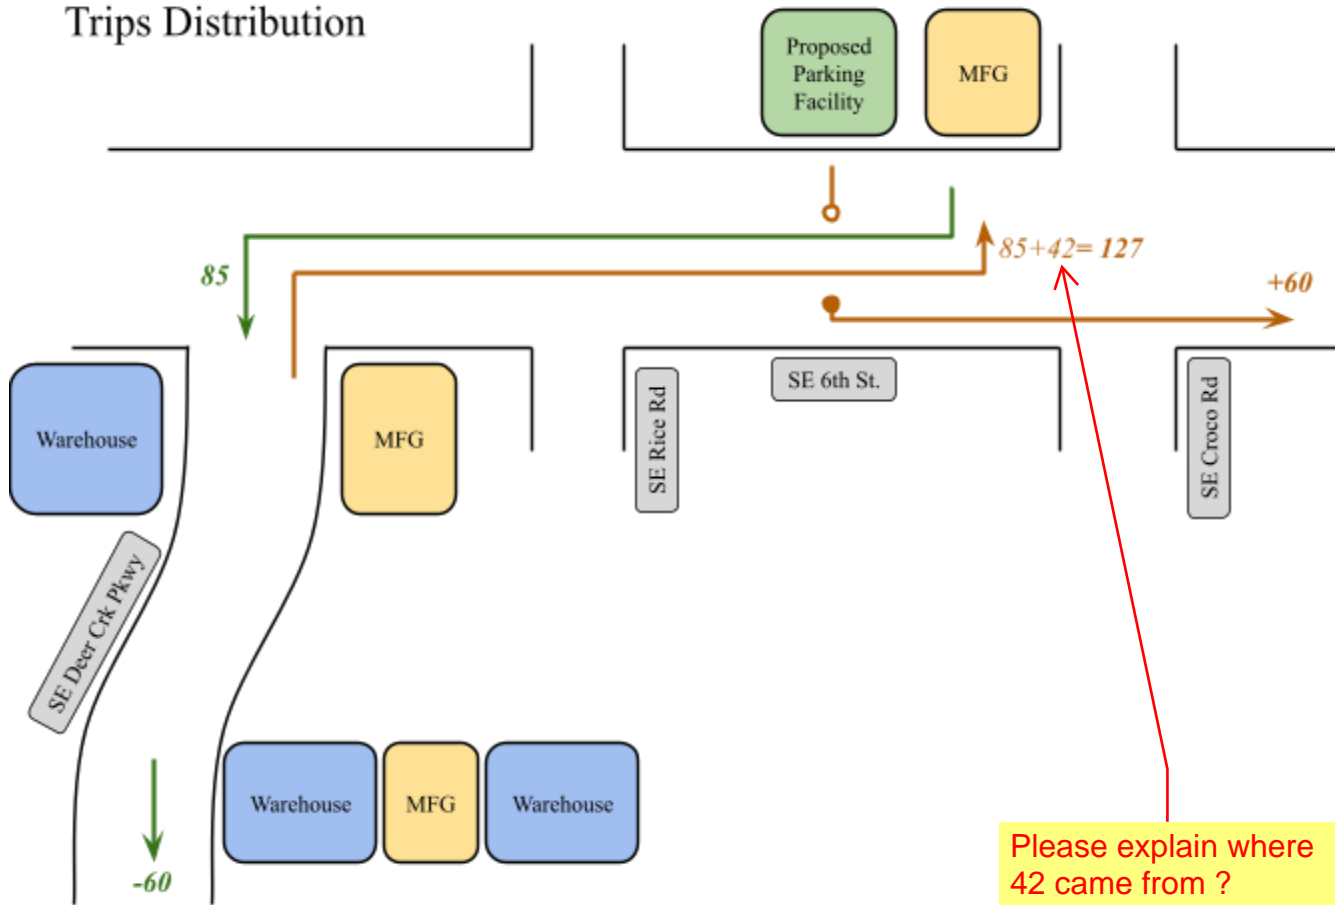 Trips Distribution
Proposed
Parking
Facility
MFG
85
85+42= 127
+60
Warehouse
MFG
SE Rice Rd
SE 6th St.
SE Croco Rd
SE Deer Crk Pkwy
Warehouse
MFG
Warehouse
-60
Please explain where
42 came from ?